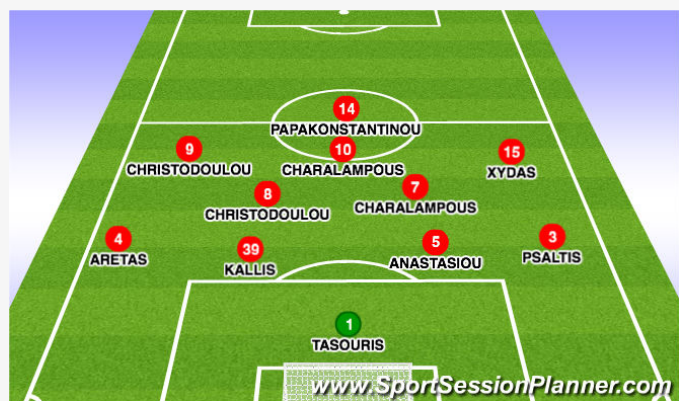 14
PAPAKONSTANTINOU
9
CHRISTODOULOU
10
CHARALAMPOUS
15
XYDAS
8
CHRISTODOULOU
7
CHARALAMPOUS
4
ARETAS
39
KALLIS
5
ANASTASIOU
3
PSALTIS
1
TASOURIS
www.SportSessionPlanner.com